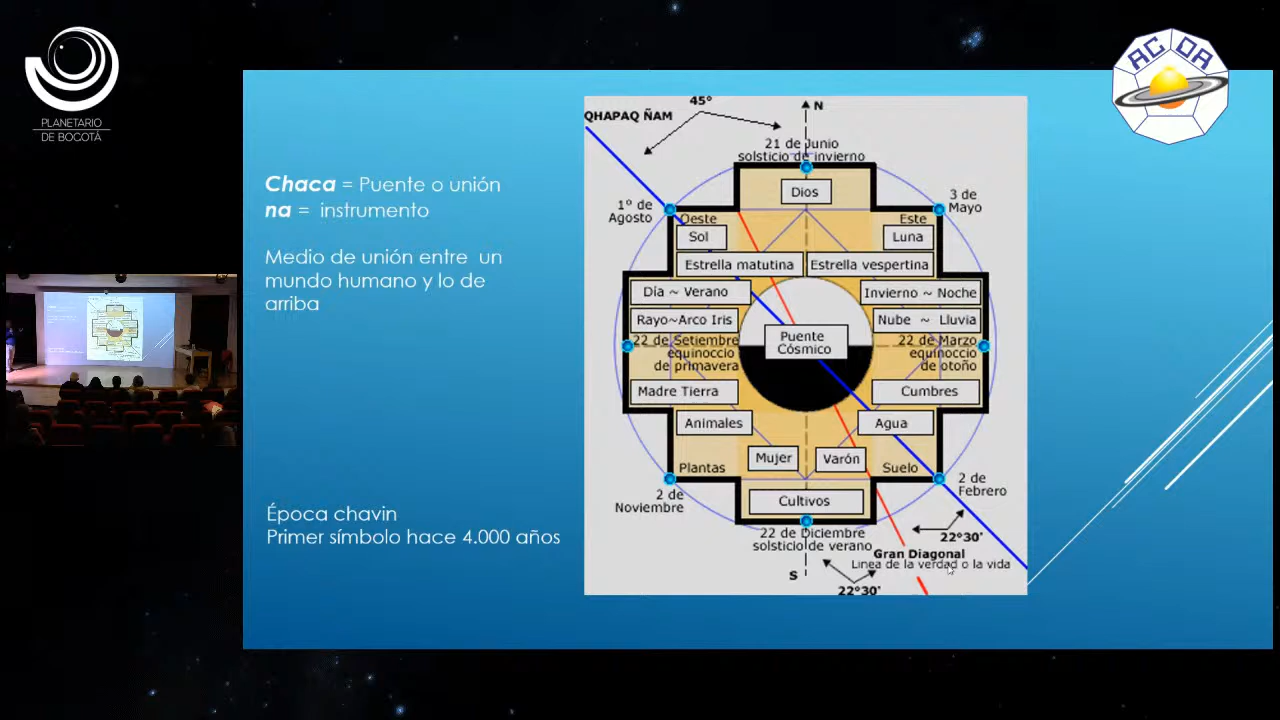 PLANETARIO
DE BOGOTÁ
ACDA
Chaca = Puente o unión
na = instrumento
Medio de unión entre un
mundo humano y lo de
arriba
Época chavin
Primer símbolo hace 4.000 años
45°
N
QHAPAQ ÑAM
21 de Junio
solsticio de invierno
Dios
1º de
Agosto
3 de
Mayo
Oeste
Este
Sol
Luna
Estrella matutina
Estrella vespertina
Día ~ Verano
Invierno ~ Noche
Rayo~Arco Iris
Nube ~ Lluvia
Puente
Cósmico
22 de Setiembre
equinoccio
de primavera
22 de Marzo
equinoccio
de otoño
Madre Tierra
Cumbres
Animales
Agua
Mujer
Varón
Plantas
Suelo
2 de
Noviembre
2 de
Febrero
Cultivos
22 de Diciembre
solsticio de verano
22°30'
Gran Diagonal
Linea de la verdad o la vida
S
22°30'